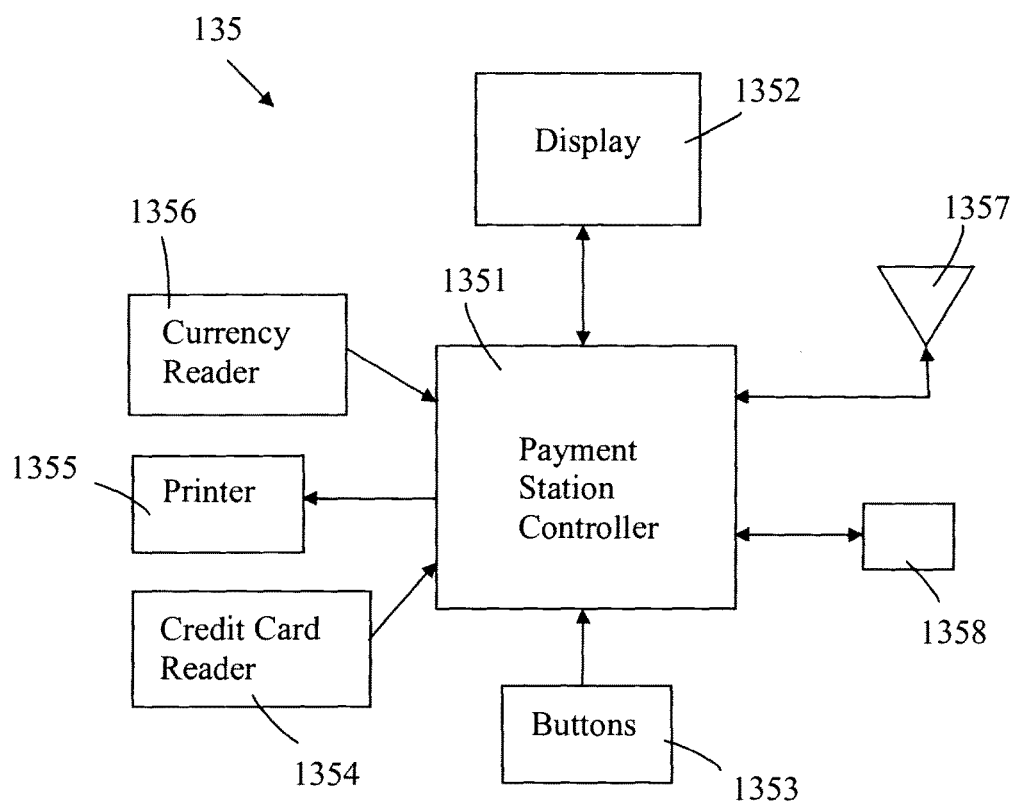 135
Display
1352
1356
1357
1351
Currency
Reader
Payment
Station
Controller
1355
Printer
Credit Card
Reader
1358
Buttons
1354
1353